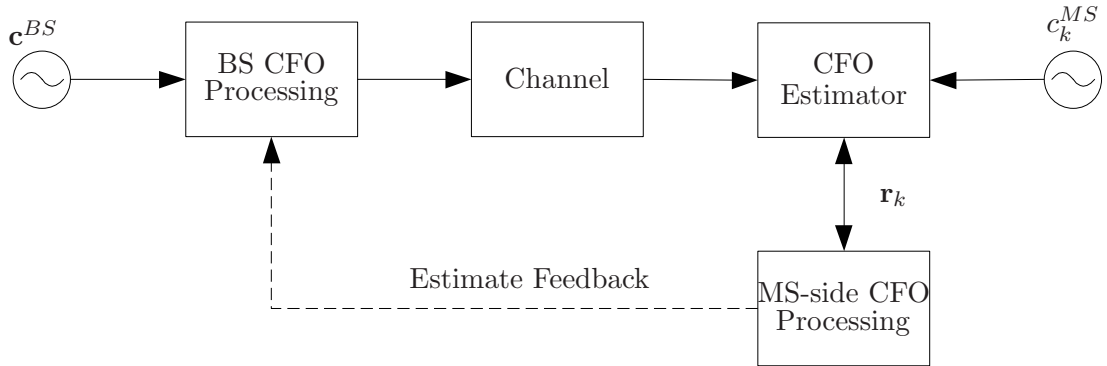 𝐜^{BS}
BS CFO
Processing
Channel
CFO
Estimator
c_k^{MS}
𝐫_k
Estimate Feedback
MS-side CFO
Processing